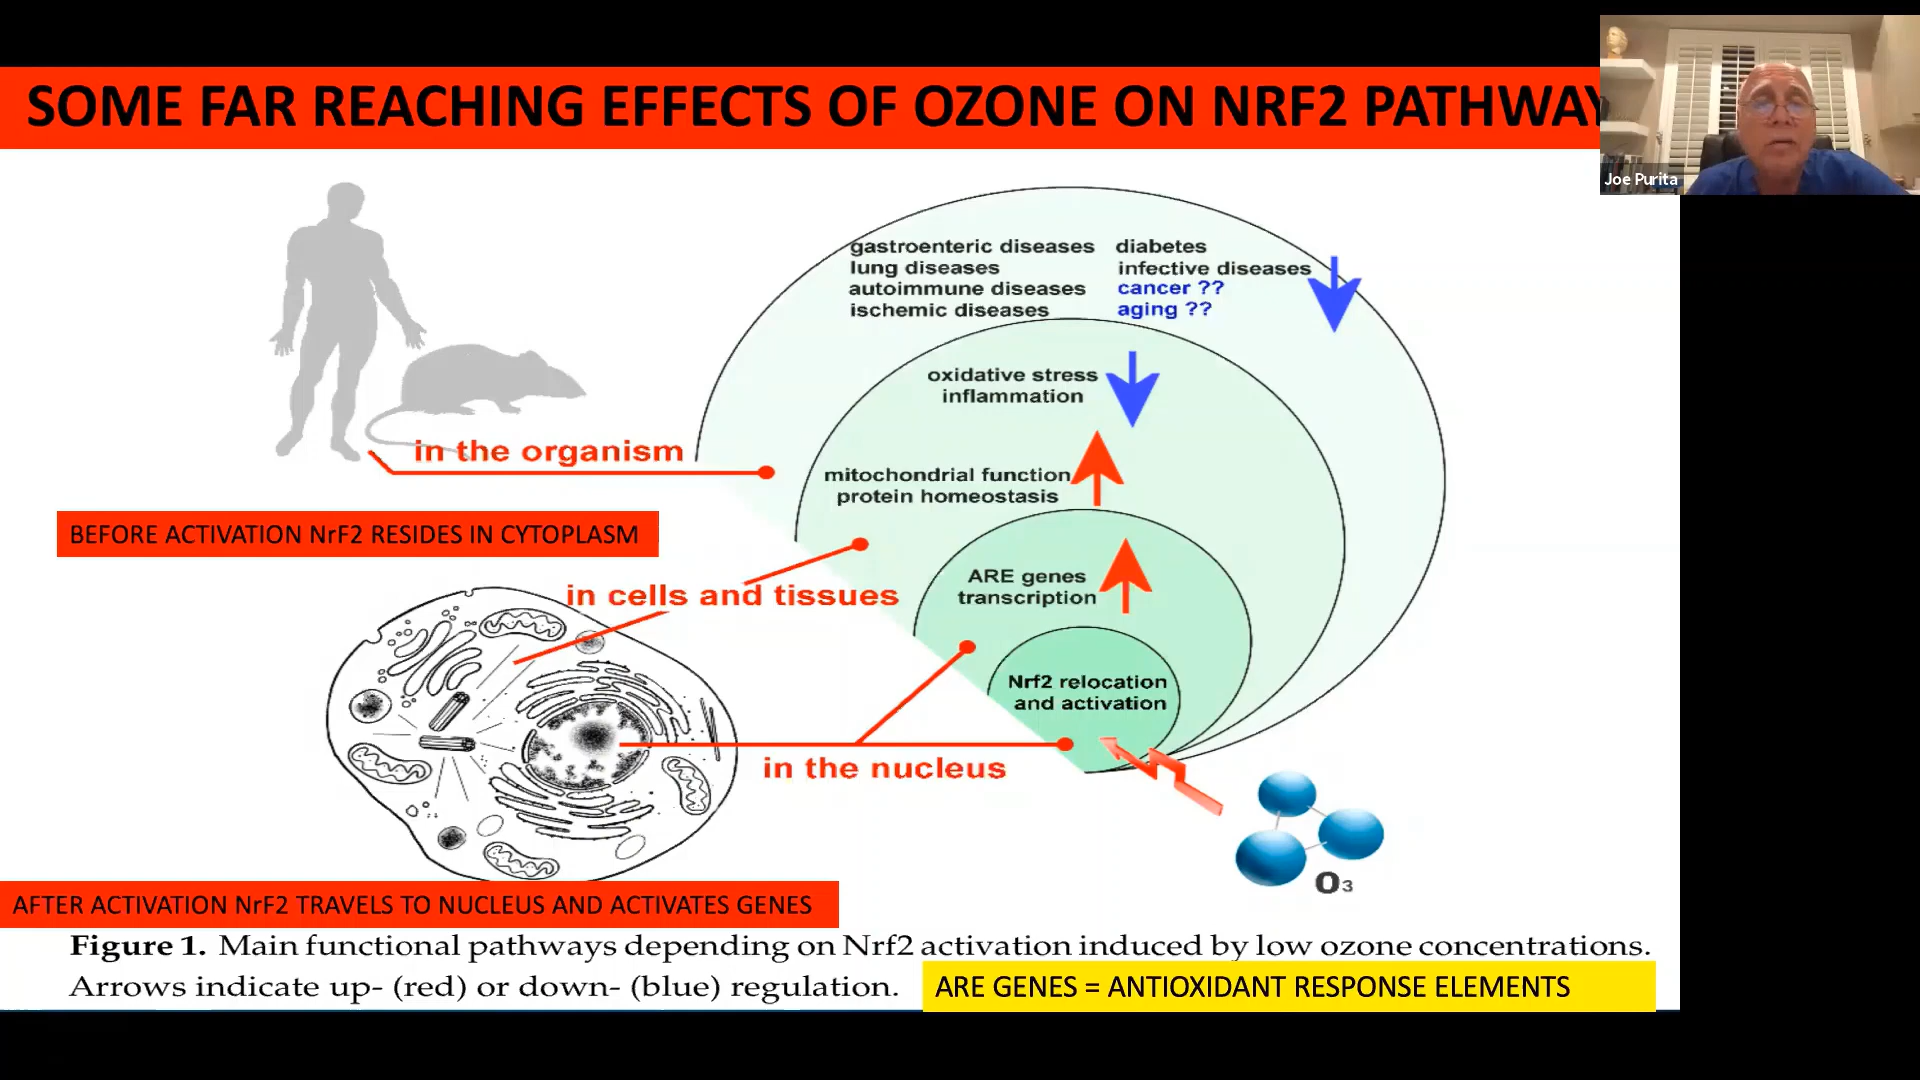 SOME FAR REACHING EFFECTS OF OZONE ON NRF2 PATHWAY
Joe Purita
gastroenteric diseases diabetes
lung diseases infective diseases
autoimmune diseases cancer ??
ischemic diseases aging ??
oxidative stress
inflammation
in the organism
mitochondrial function
protein homeostasis
BEFORE ACTIVATION NrF2 RESIDES IN CYTOPLASM
in cells and tissues
ARE genes
transcription
Nrf2 relocation
and activation
in the nucleus
O3
AFTER ACTIVATION NrF2 TRAVELS TO NUCLEUS AND ACTIVATES GENES
Figure 1. Main functional pathways depending on Nrf2 activation induced by low ozone concentrations.
Arrows indicate up- (red) or down- (blue) regulation.
ARE GENES = ANTIOXIDANT RESPONSE ELEMENTS